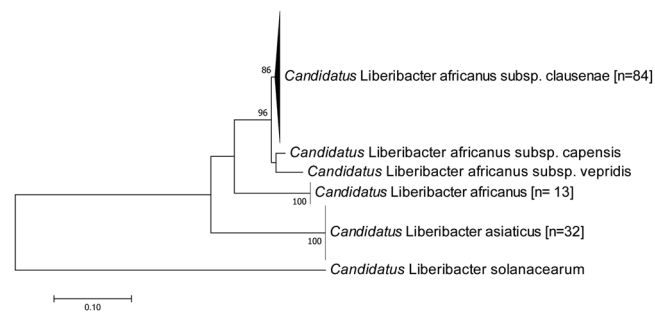 86
Candidatus Liberibacter africanus subsp. clausenae [n=84]
96
Candidatus Liberibacter africanus subsp. capensis
Candidatus Liberibacter africanus subsp. vepridis
Candidatus Liberibacter africanus [n= 13]
100
Candidatus Liberibacter asiaticus [n=32]
100
Candidatus Liberibacter solanacearum
0.10